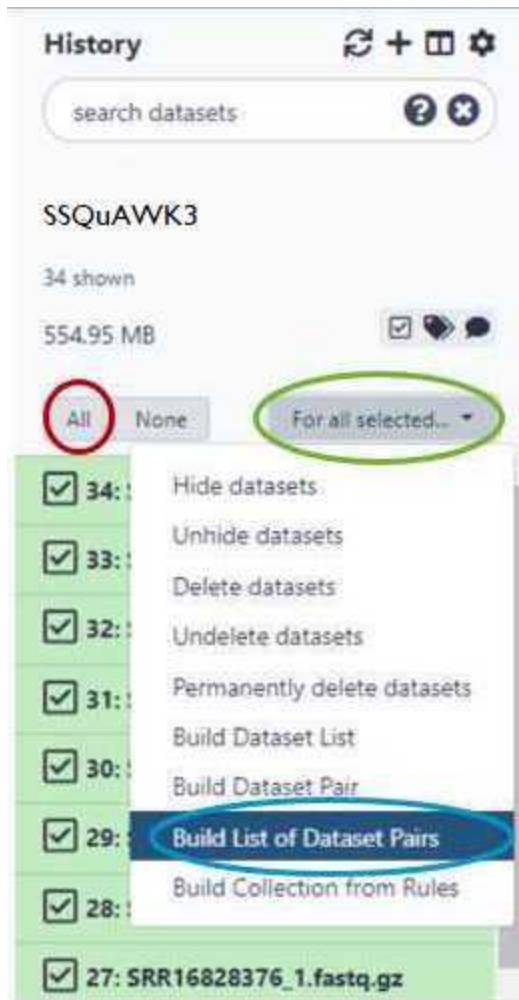 History
search datasets
SSQuAWK3
34 shown
554.95 MB
All None For all selected...
34:
Hide datasets
33:
Unhide datasets
Delete datasets
32:
Undelete datasets
31:
Permanently delete datasets
Build Dataset List
30:
Build Dataset Pair
29:
Build List of Dataset Pairs
28:
Build Collection from Rules
27: SRR16828376_1.fastq.gz